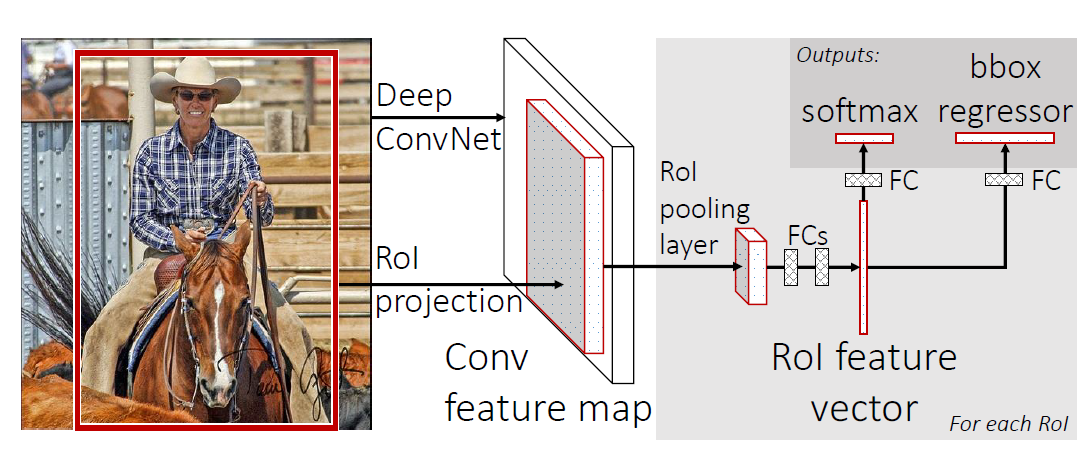 Deep
ConvNet
RoI
projection
Conv
feature map
RoI
pooling
layer
FCs
RoI feature
vector
Outputs:
softmax
bbox
regressor
FC
FC
For each RoI